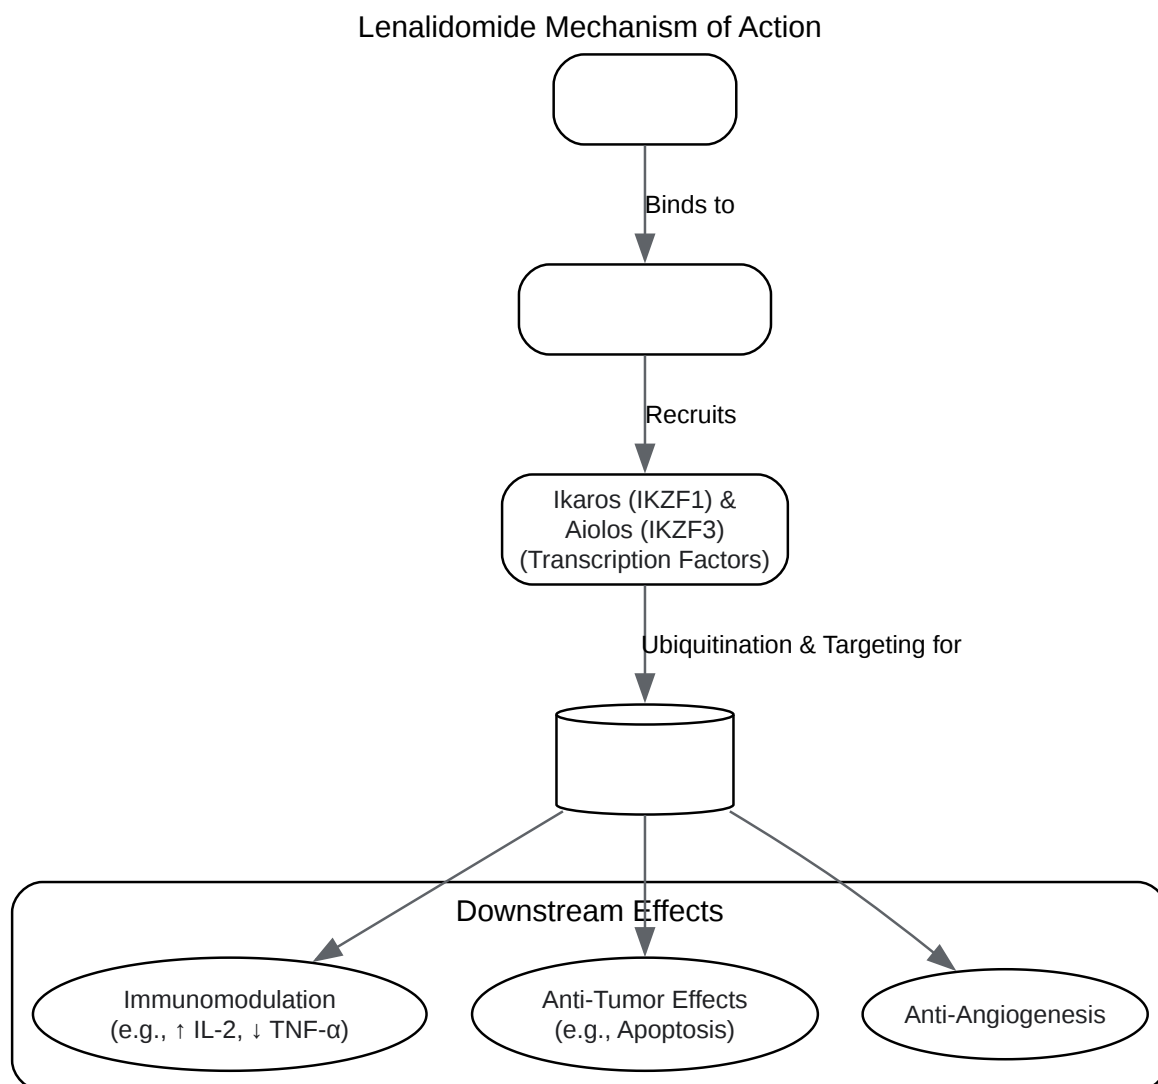 Lenalidomide Mechanism of Action
Binds to
Recruits
Ikaros (IKZF1) &
Aiolos (IKZF3)
(Transcription Factors)
Ubiquitination & Targeting for
Downstream Effects
Immunomodulation
(e.g., ↑ IL-2, ↓ TNF-α)
Anti-Tumor Effects
(e.g., Apoptosis)
Anti-Angiogenesis